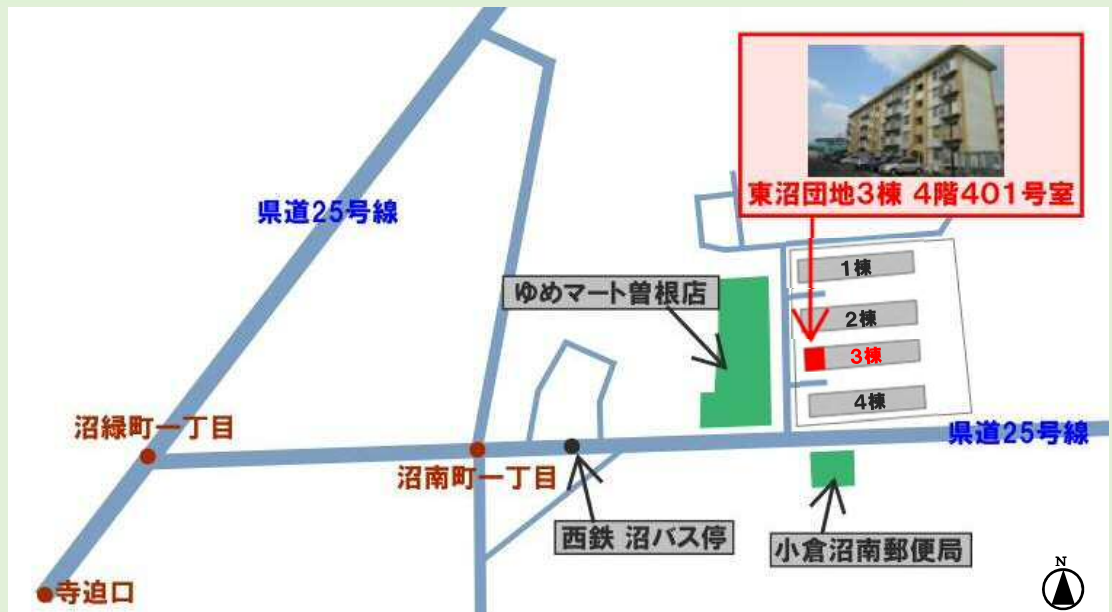 東沼団地3棟 4階401号室
県道25号線
1棟
ゆめマート曽根店
2棟
3棟
4棟
沼緑町一丁目
県道25号線
沼南町一丁目
西鉄 沼バス停
小倉沼南郵便局
N
寺迫口